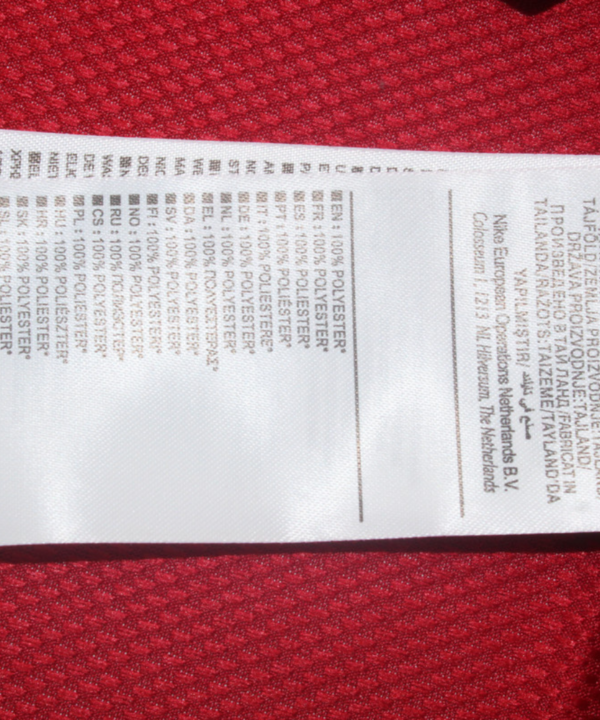 TAJFÖLD/ZEMLJA PROIZVODNJE:TAJLAND/
DRŽAVA PROIZVODNJE:TAJLAND/
ПРОИЗВЕДЕНО В ТАЙЛАНД/FABRICAT IN
TAILANDA/RAŽOTS:TAIZEME/TAYLAND'DA
YAPILMIŞTIR/ صنع في تايلاند
Nike European Operations Netherlands B.V.
Colosseum 1, 1213 NL Hilversum, The Netherlands
EN : 100% POLYESTER*
FR : 100% POLYESTER*
ES : 100% POLIÉSTER*
PT : 100% POLIÉSTER*
IT : 100% POLIESTERE*
DE : 100% POLYESTER*
NL : 100% POLYESTER*
EL : 100% ΠΟΛΥΕΣΤΕΡΑΣ*
DA : 100% POLYESTER*
SV : 100% POLYESTER*
FI : 100% POLYESTERI*
NO : 100% POLYESTER*
RU : 100% ПОЛИЭСТЕР*
CS : 100% POLYESTER*
PL : 100% POLIESTER*
HU : 100% POLIÉSZTER*
HR : 100% POLIESTER*
SK : 100% POLYESTER*
SL : 100% POLIESTER*